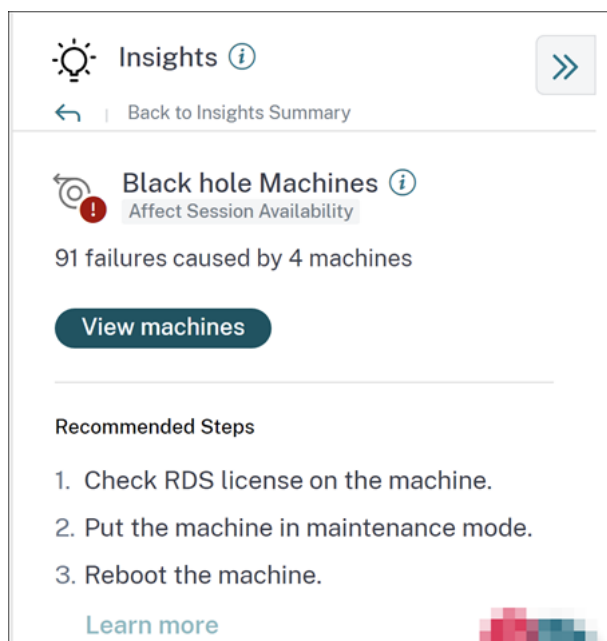 Insights i
Back to Insights Summary
Black hole Machines i
Affect Session Availability
91 failures caused by 4 machines
View machines
Recommended Steps
1. Check RDS license on the machine.
2. Put the machine in maintenance mode.
3. Reboot the machine.
Learn more